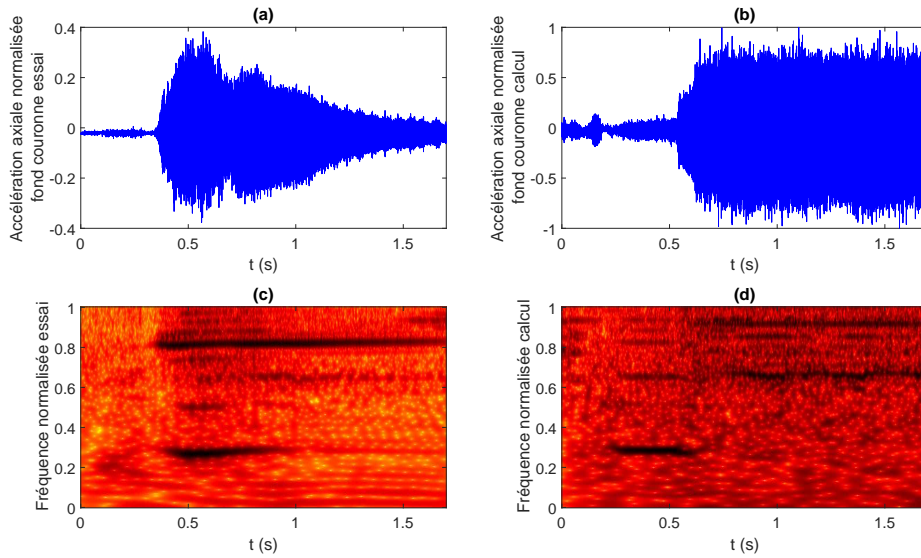 (a)
Accélération axiale normalisée
fond couronne essai
0.4
0.2
0
-0.2
-0.4
0 0.5 1 1.5
t (s)
(b)
Accélération axiale normalisée
fond couronne calcul
1
0.5
0
-0.5
-1
0 0.5 1 1.5
t (s)
(c)
Fréquence normalisée essai
1
0.8
0.6
0.4
0.2
0
0 0.5 1 1.5
t (s)
(d)
Fréquence normalisée calcul
1
0.8
0.6
0.4
0.2
0
0 0.5 1 1.5
t (s)